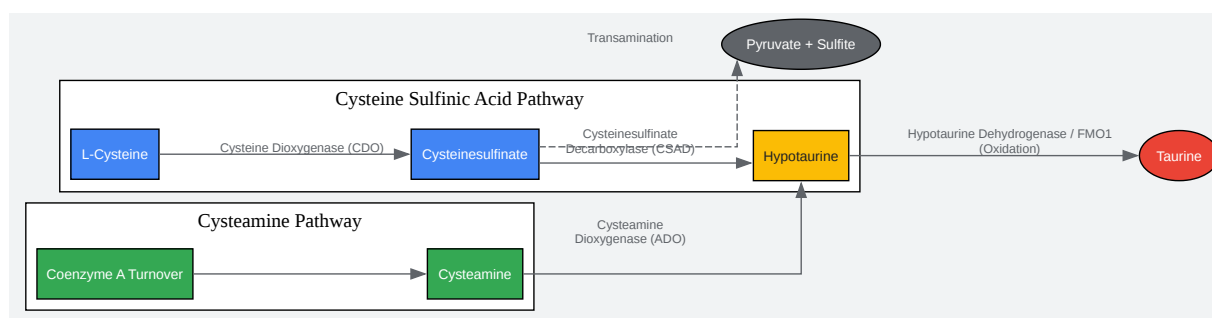 Transamination
Pyruvate + Sulfite
Cysteine Sulfinic Acid Pathway
L-Cysteine
Cysteine Dioxygenase (CDO)
Cysteinesulfinate
Cysteinesulfinate
Decarboxylase (CSAD)
Hypotaurine
Hypotaurine Dehydrogenase / FMO1
(Oxidation)
Taurine
Cysteamine Pathway
Coenzyme A Turnover
Cysteamine
Cysteamine
Dioxygenase (ADO)